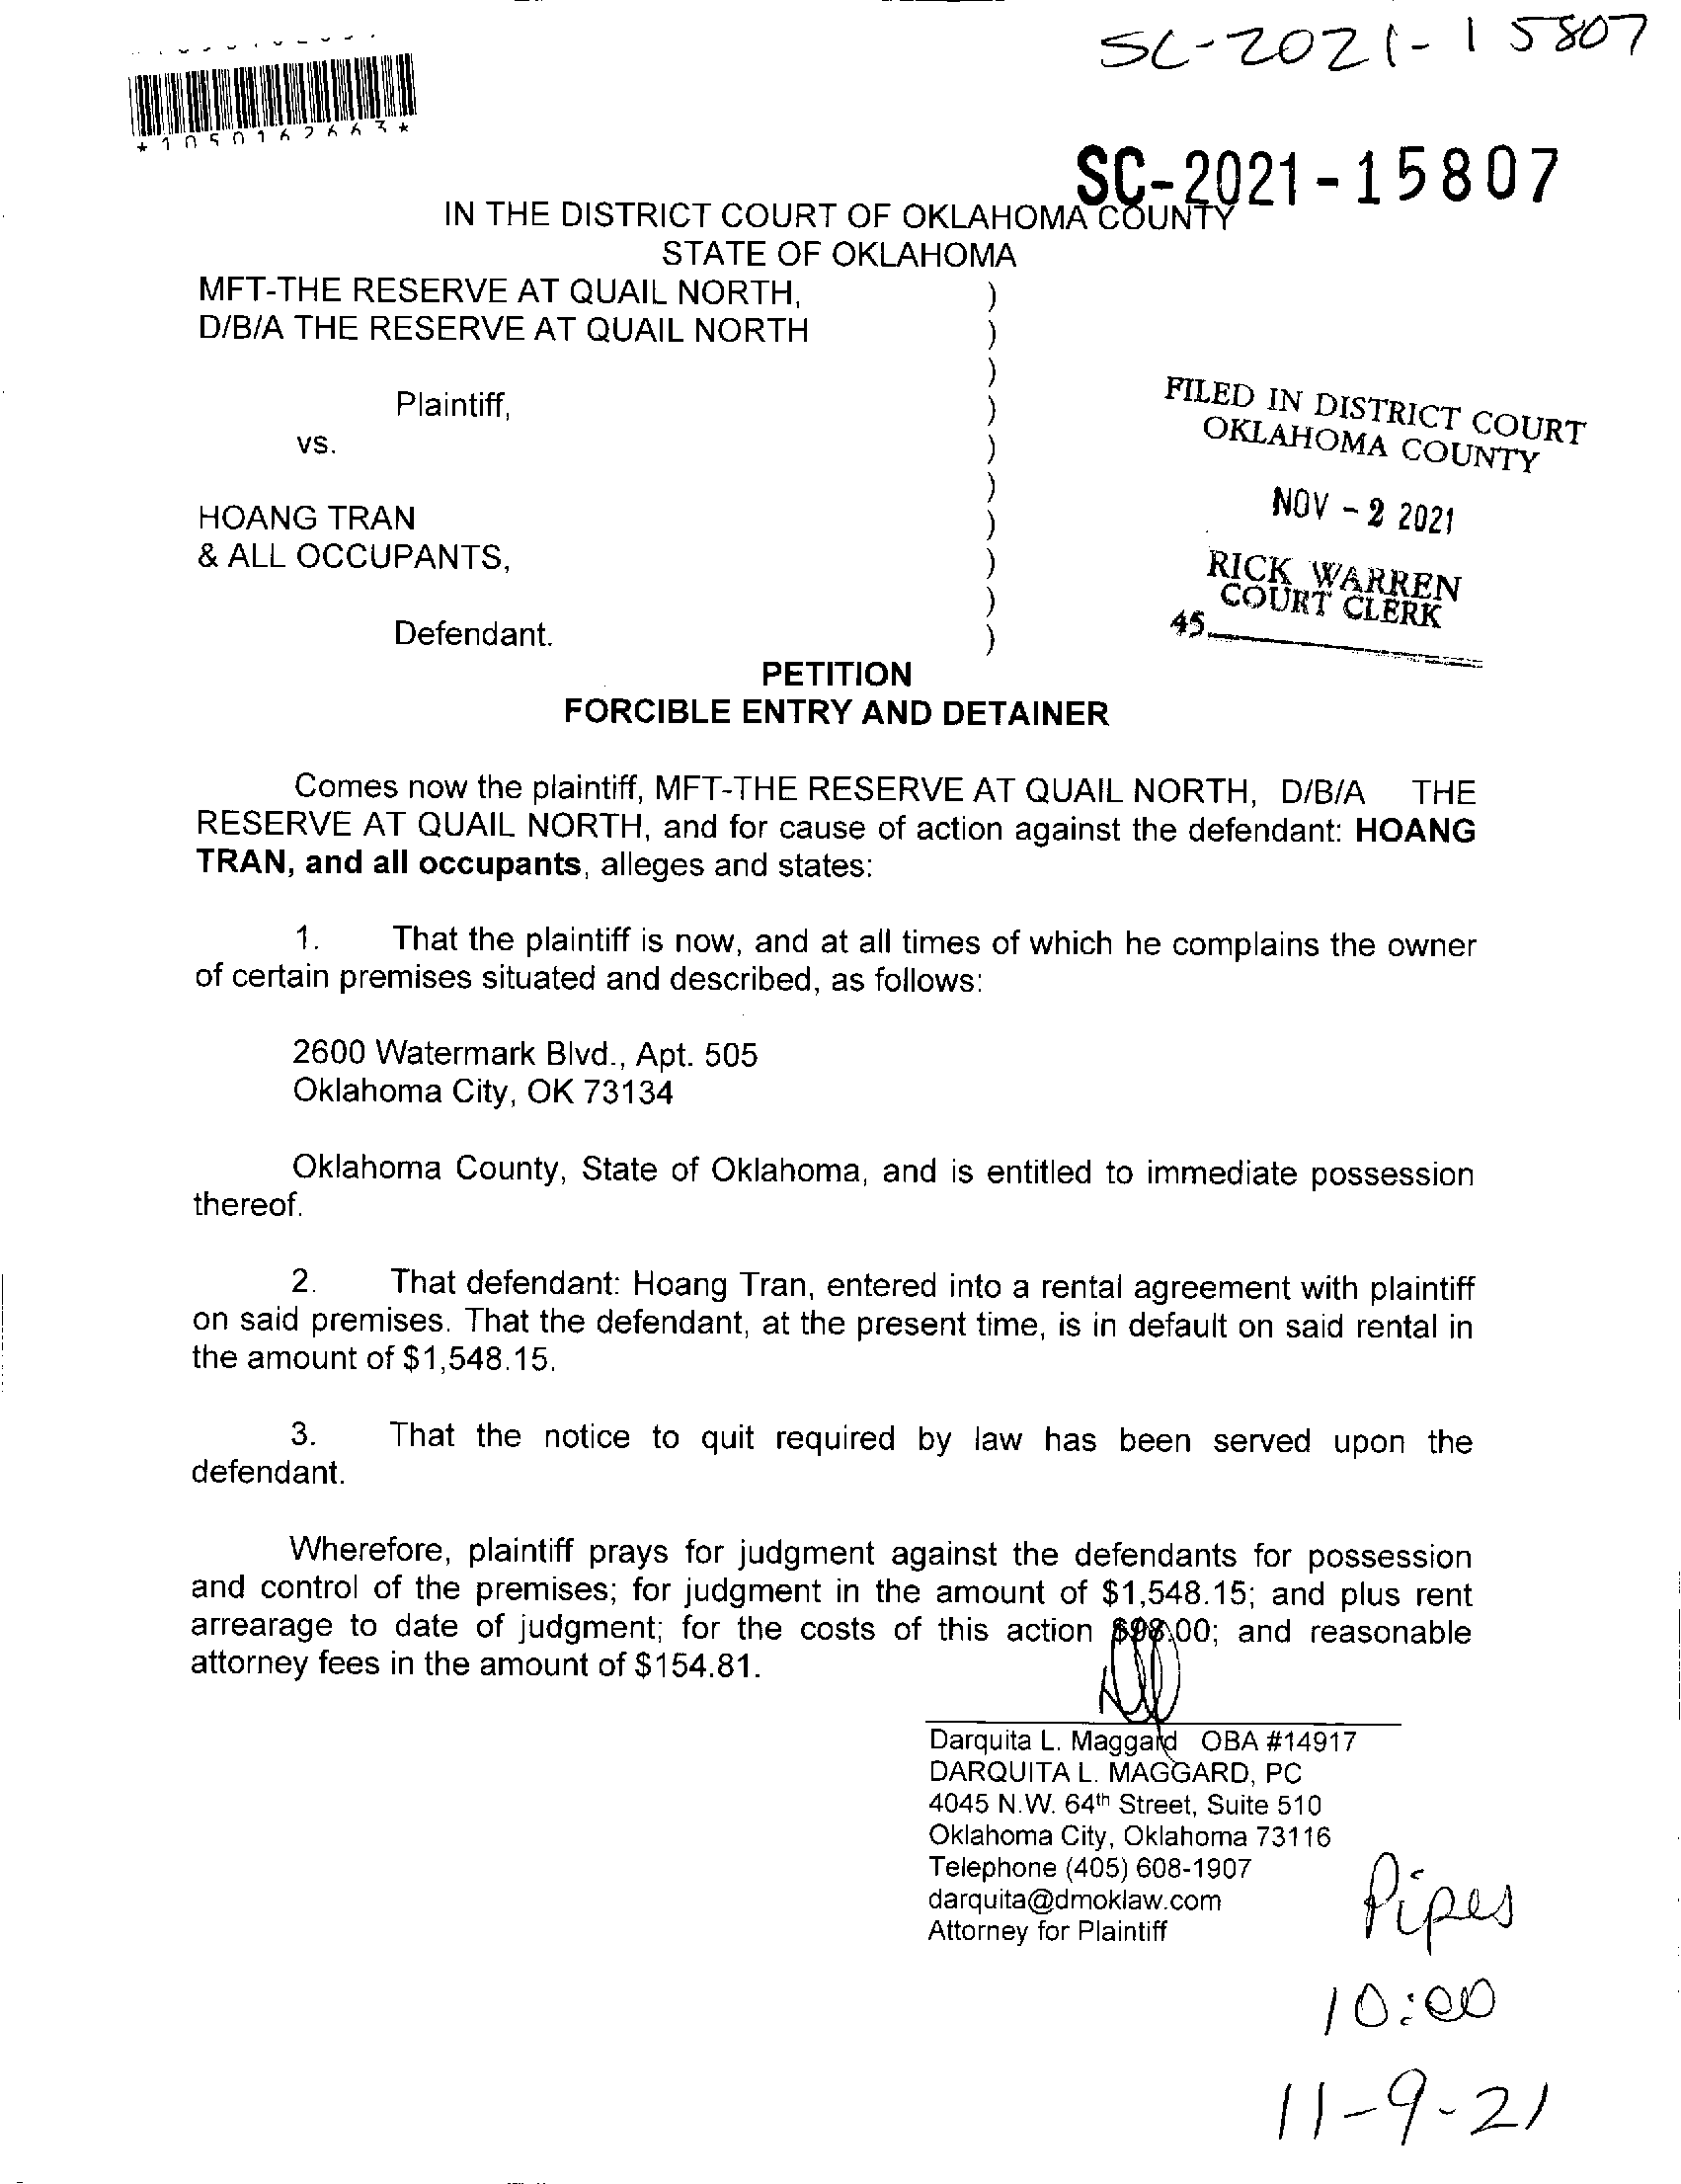 SC-2021-15807
*1050162663*
SC-2021-15807
IN THE DISTRICT COURT OF OKLAHOMA COUNTY
STATE OF OKLAHOMA
MFT-THE RESERVE AT QUAIL NORTH, )
D/B/A THE RESERVE AT QUAIL NORTH )
)
Plaintiff, )
vs. )
)
HOANG TRAN )
& ALL OCCUPANTS, )
)
Defendant. )
FILED IN DISTRICT COURT
OKLAHOMA COUNTY
NOV - 2 2021
RICK WARREN
COURT CLERK
45
PETITION
FORCIBLE ENTRY AND DETAINER
Comes now the plaintiff, MFT-THE RESERVE AT QUAIL NORTH, D/B/A THE
RESERVE AT QUAIL NORTH, and for cause of action against the defendant: HOANG
TRAN, and all occupants, alleges and states:
1. That the plaintiff is now, and at all times of which he complains the owner
of certain premises situated and described, as follows:
2600 Watermark Blvd., Apt. 505
Oklahoma City, OK 73134
Oklahoma County, State of Oklahoma, and is entitled to immediate possession
thereof.
2. That defendant: Hoang Tran, entered into a rental agreement with plaintiff
on said premises. That the defendant, at the present time, is in default on said rental in
the amount of $1,548.15.
3. That the notice to quit required by law has been served upon the
defendant.
Wherefore, plaintiff prays for judgment against the defendants for possession
and control of the premises; for judgment in the amount of $1,548.15; and plus rent
arrearage to date of judgment; for the costs of this action $98.00; and reasonable
attorney fees in the amount of $154.81.
Darquita L. Maggard OBA #14917
DARQUITA L. MAGGARD, PC
4045 N.W. 64th Street, Suite 510
Oklahoma City, Oklahoma 73116
Telephone (405) 608-1907
darquita@dmoklaw.com
Attorney for Plaintiff
Pipes
10:00
11-9-21